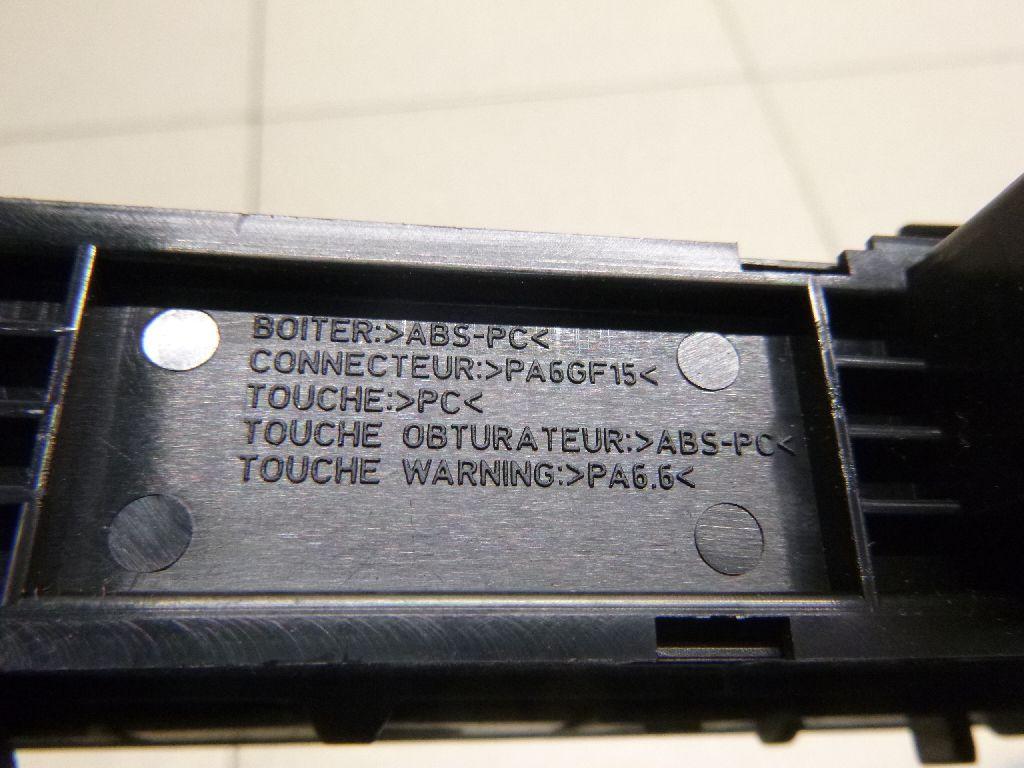 BOITER:>ABS-PC<
CONNECTEUR:>PA6GF15<
TOUCHE:>PC<
TOUCHE OBTURATEUR:>ABS-PC<
TOUCHE WARNING:>PA6.6<